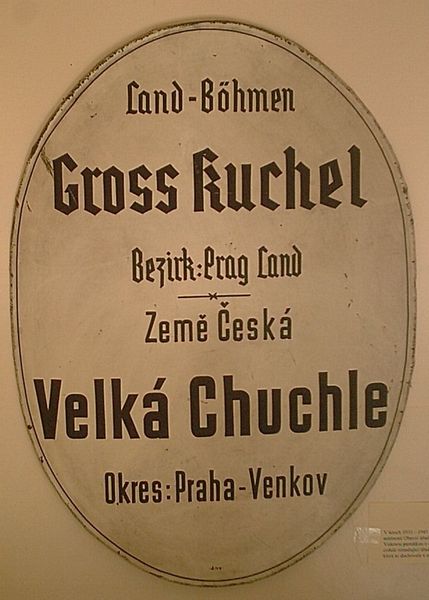 Land-Böhmen
Gross Kuchel
Bezirk: Prag Land
Země Česká
Velká Chuchle
Okres: Praha-Venkov